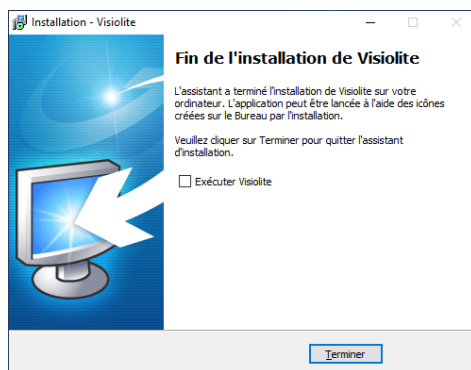 Installation - Visiolite
Fin de l'installation de Visiolite
L'assistant a terminé l'installation de Visiolite sur votre
ordinateur. L'application peut être lancée à l'aide des icônes
créées sur le Bureau par l'installation.
Veuillez cliquer sur Terminer pour quitter l'assistant
d'installation.
Exécuter Visiolite
Terminer